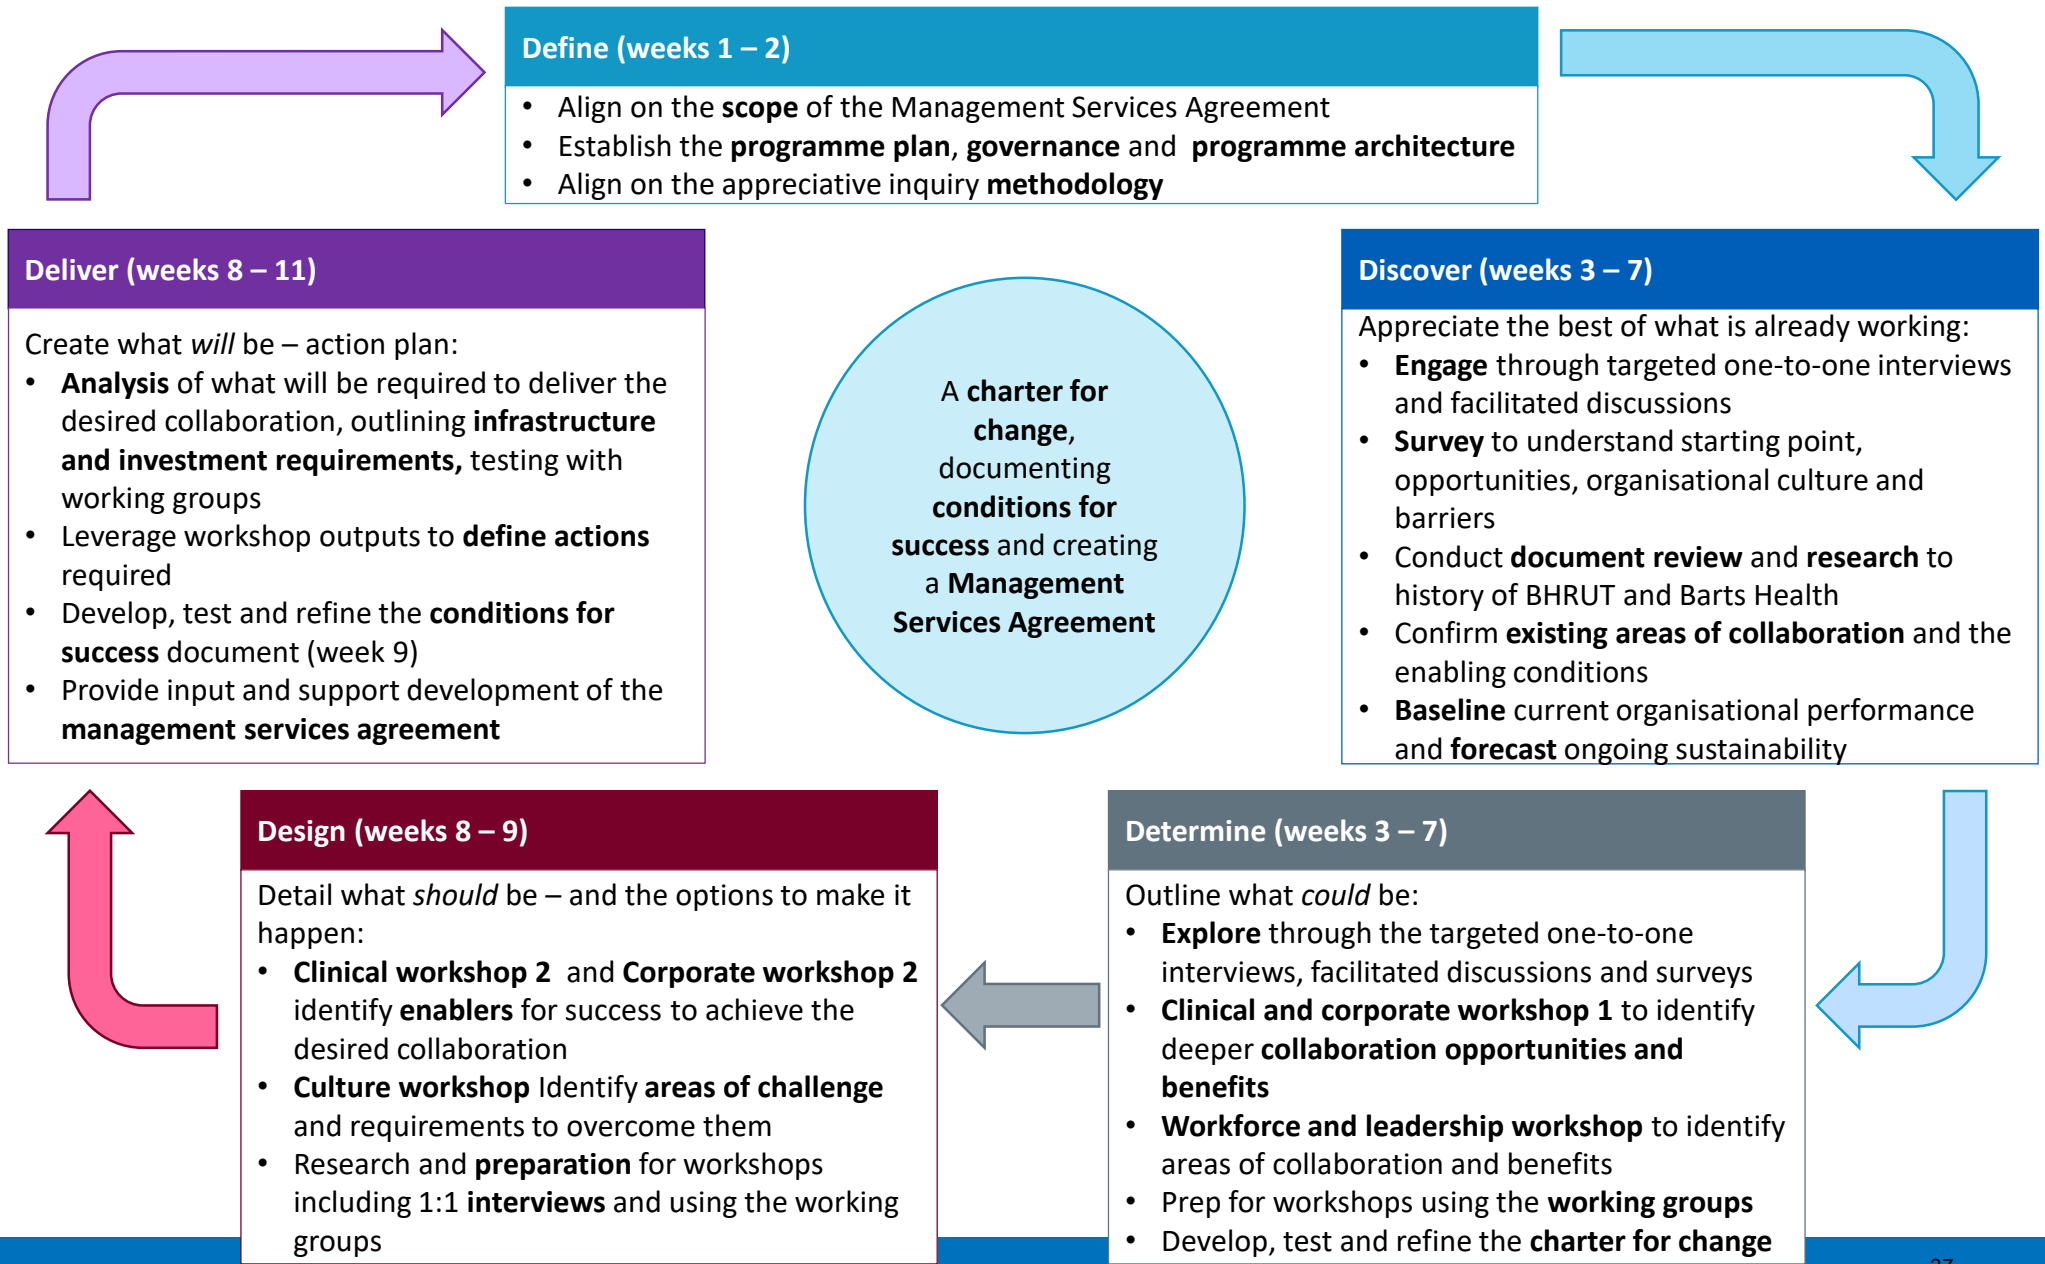 Define (weeks 1 – 2)
• Align on the scope of the Management Services Agreement
• Establish the programme plan, governance and programme architecture
• Align on the appreciative inquiry methodology
Discover (weeks 3 – 7)
Appreciate the best of what is already working:
• Engage through targeted one-to-one interviews
and facilitated discussions
• Survey to understand starting point,
opportunities, organisational culture and
barriers
• Conduct document review and research to
history of BHRUT and Barts Health
• Confirm existing areas of collaboration and the
enabling conditions
• Baseline current organisational performance
and forecast ongoing sustainability
Determine (weeks 3 – 7)
Outline what could be:
• Explore through the targeted one-to-one
interviews, facilitated discussions and surveys
• Clinical and corporate workshop 1 to identify
deeper collaboration opportunities and
benefits
• Workforce and leadership workshop to identify
areas of collaboration and benefits
• Prep for workshops using the working groups
• Develop, test and refine the charter for change
Design (weeks 8 – 9)
Detail what should be – and the options to make it
happen:
• Clinical workshop 2 and Corporate workshop 2
identify enablers for success to achieve the
desired collaboration
• Culture workshop Identify areas of challenge
and requirements to overcome them
• Research and preparation for workshops
including 1:1 interviews and using the working
groups
Deliver (weeks 8 – 11)
Create what will be – action plan:
• Analysis of what will be required to deliver the
desired collaboration, outlining infrastructure
and investment requirements, testing with
working groups
• Leverage workshop outputs to define actions
required
• Develop, test and refine the conditions for
success document (week 9)
• Provide input and support development of the
management services agreement
A charter for
change,
documenting
conditions for
success and creating
a Management
Services Agreement